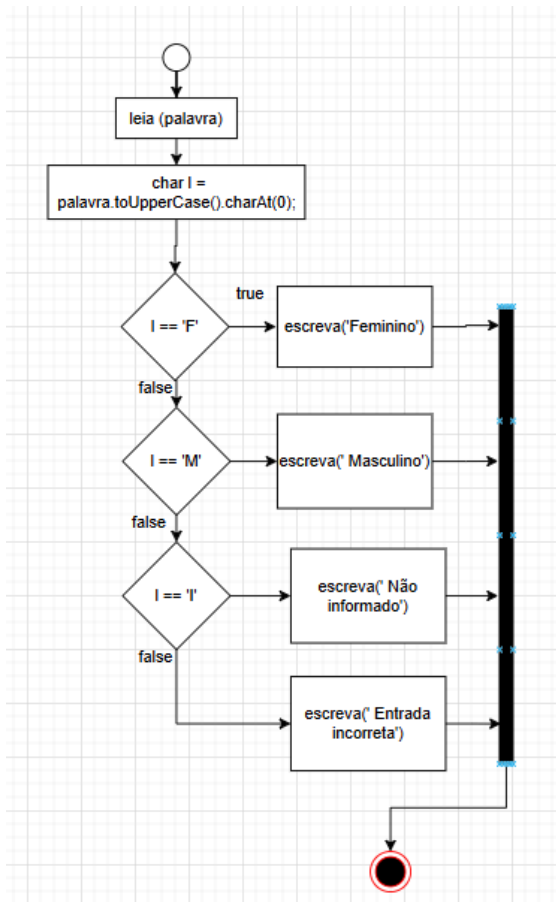 leia (palavra)
char l =
palavra.toUpperCase().charAt(0);
true
l == 'F'
escreva('Feminino')
false
l == 'M'
escreva(' Masculino')
false
l == 'I'
escreva(' Não
informado')
false
escreva(' Entrada
incorreta')